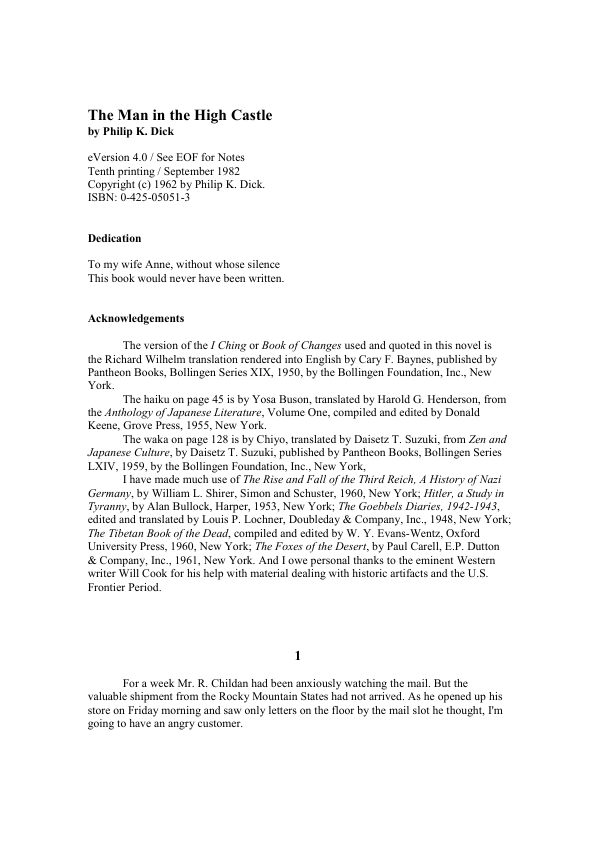 The Man in the High Castle
by Philip K. Dick
eVersion 4.0 / See EOF for Notes
Tenth printing / September 1982
Copyright (c) 1962 by Philip K. Dick.
ISBN: 0-425-05051-3
Dedication
To my wife Anne, without whose silence
This book would never have been written.
Acknowledgements
The version of the I Ching or Book of Changes used and quoted in this novel is
the Richard Wilhelm translation rendered into English by Cary F. Baynes, published by
Pantheon Books, Bollingen Series XIX, 1950, by the Bollingen Foundation, Inc., New
York.
The haiku on page 45 is by Yosa Buson, translated by Harold G. Henderson, from
the Anthology of Japanese Literature, Volume One, compiled and edited by Donald
Keene, Grove Press, 1955, New York.
The waka on page 128 is by Chiyo, translated by Daisetz T. Suzuki, from Zen and
Japanese Culture, by Daisetz T. Suzuki, published by Pantheon Books, Bollingen Series
LXIV, 1959, by the Bollingen Foundation, Inc., New York,
I have made much use of The Rise and Fall of the Third Reich, A History of Nazi
Germany, by William L. Shirer, Simon and Schuster, 1960, New York; Hitler, a Study in
Tyranny, by Alan Bullock, Harper, 1953, New York; The Goebbels Diaries, 1942-1943,
edited and translated by Louis P. Lochner, Doubleday & Company, Inc., 1948, New York;
The Tibetan Book of the Dead, compiled and edited by W. Y. Evans-Wentz, Oxford
University Press, 1960, New York; The Foxes of the Desert, by Paul Carell, E.P. Dutton
& Company, Inc., 1961, New York. And I owe personal thanks to the eminent Western
writer Will Cook for his help with material dealing with historic artifacts and the U.S.
Frontier Period.
1
For a week Mr. R. Childan had been anxiously watching the mail. But the
valuable shipment from the Rocky Mountain States had not arrived. As he opened up his
store on Friday morning and saw only letters on the floor by the mail slot he thought, I'm
going to have an angry customer.